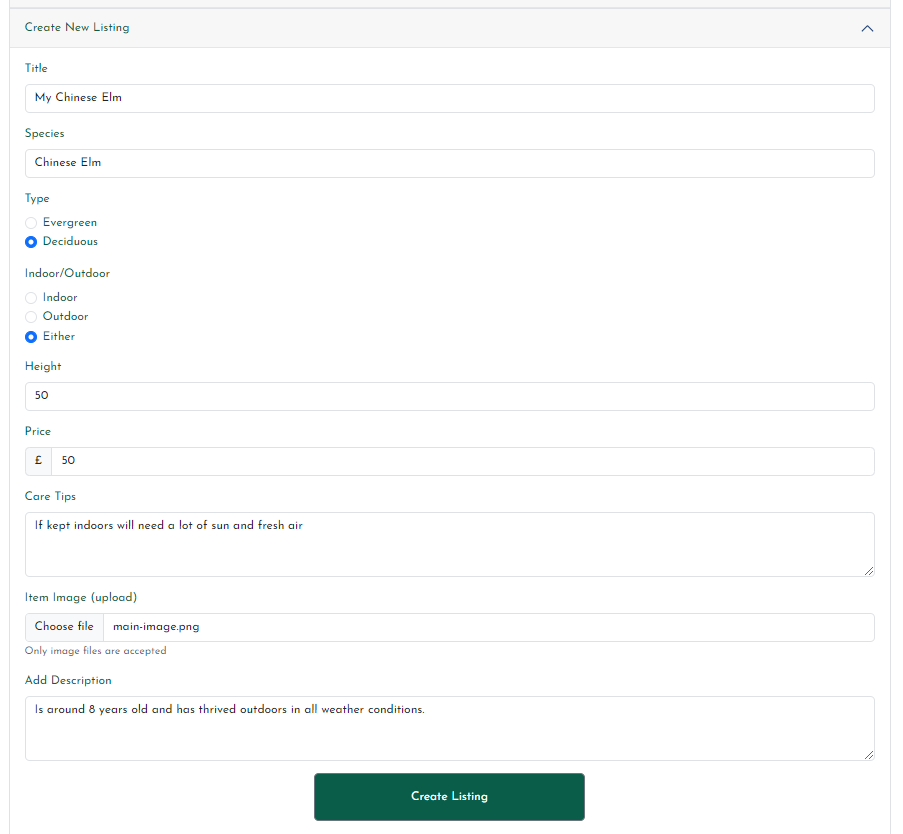 Create New Listing
Title
My Chinese Elm
Species
Chinese Elm
Type
Evergreen
Deciduous
Indoor/Outdoor
Indoor
Outdoor
Either
Height
50
Price
£ 50
Care Tips
If kept indoors will need a lot of sun and fresh air
Item Image (upload)
Choose file main-image.png
Only image files are accepted
Add Description
Is around 8 years old and has thrived outdoors in all weather conditions.
Create Listing